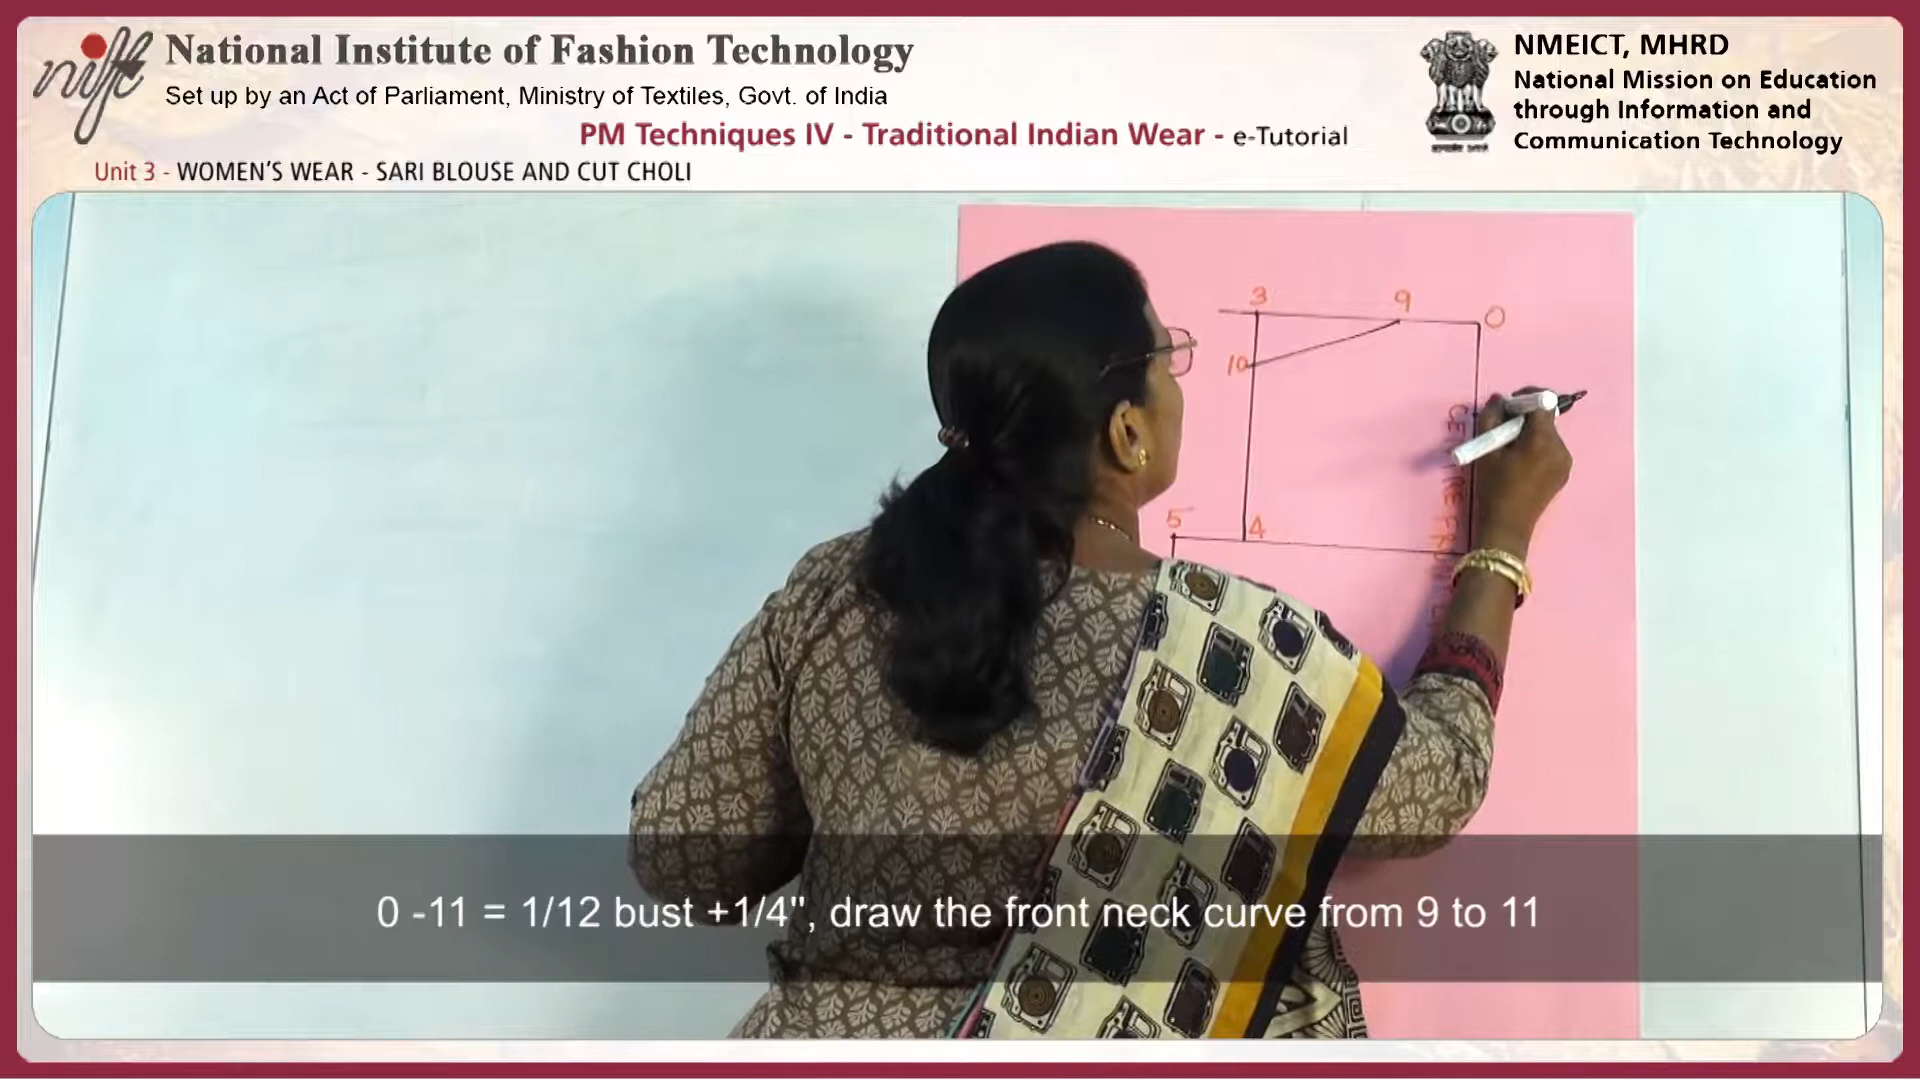 nift
National Institute of Fashion Technology
Set up by an Act of Parliament, Ministry of Textiles, Govt. of India
NMEICT, MHRD
National Mission on Education
through Information and
Communication Technology
PM Techniques IV - Traditional Indian Wear - e-Tutorial
Unit 3 - WOMEN'S WEAR - SARI BLOUSE AND CUT CHOLI
3 9 0
10
5 4
0 -11 = 1/12 bust +1/4", draw the front neck curve from 9 to 11